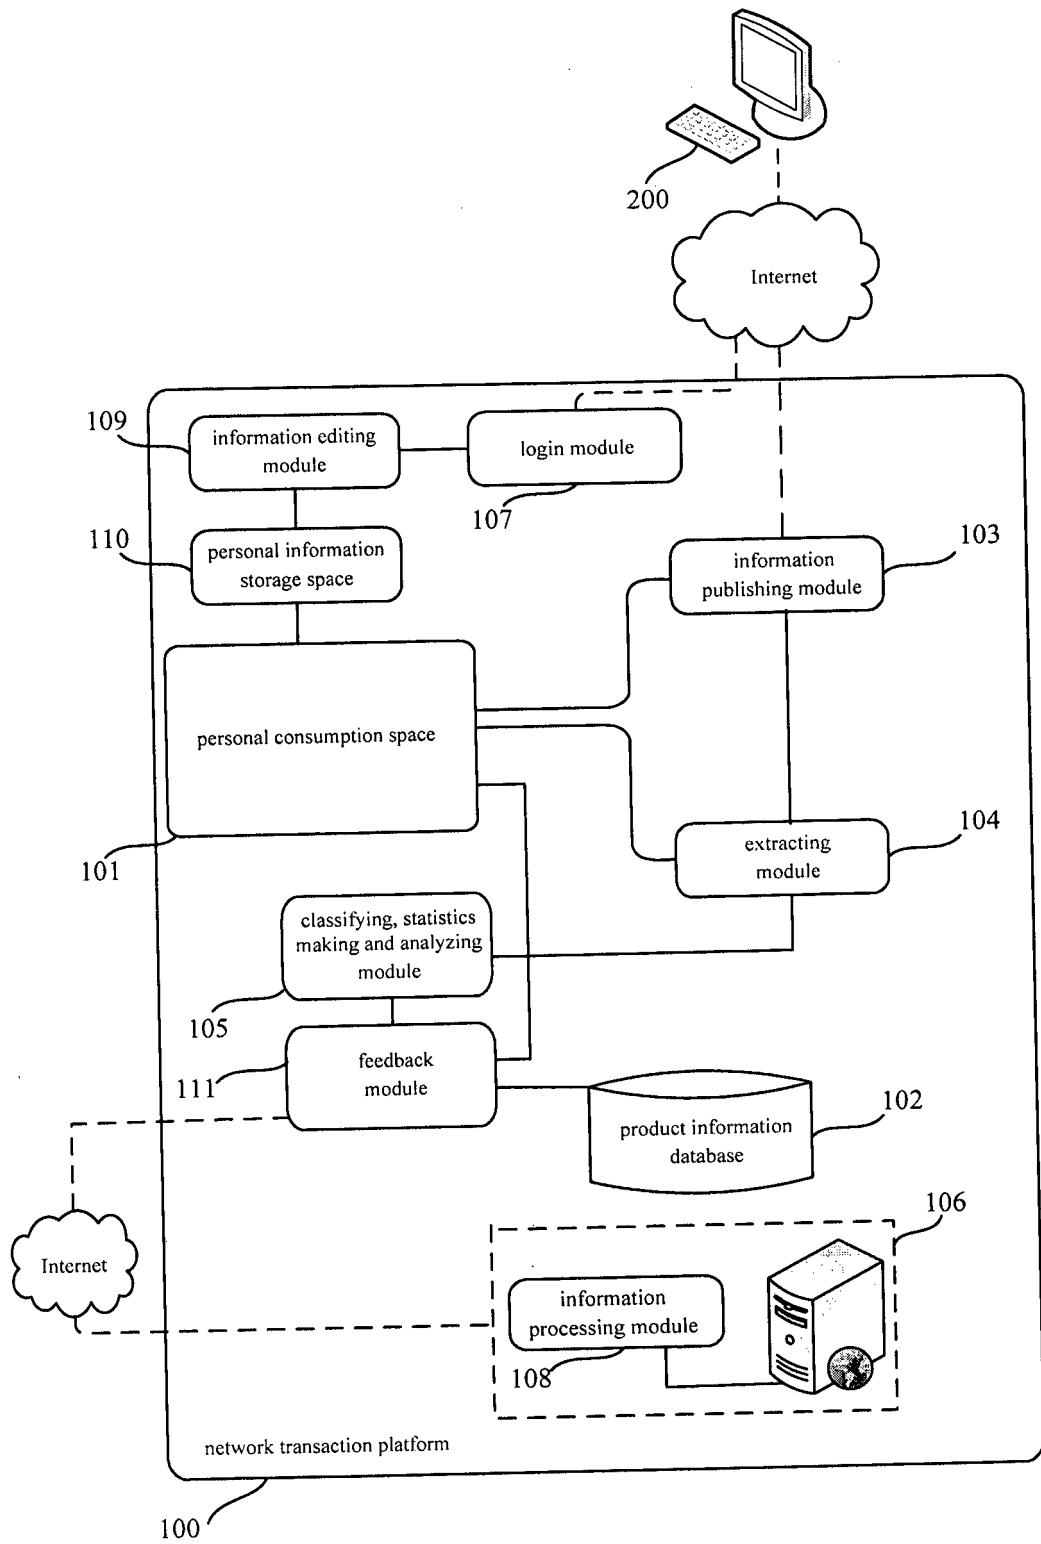 200
Internet
109
information editing
module
login module
107
110
personal information
storage space
information
publishing module
103
personal consumption space
101
extracting
module
104
classifying, statistics
making and analyzing
module
105
feedback
module
111
product information
database
102
106
Internet
information
processing module
108
network transaction platform
100